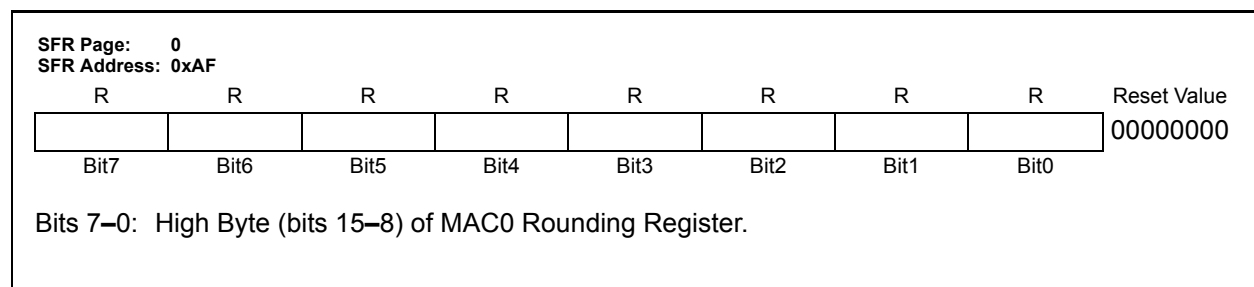 SFR Page: 0
SFR Address: 0xAF
R R R R R R R R Reset Value
00000000
Bit7 Bit6 Bit5 Bit4 Bit3 Bit2 Bit1 Bit0
Bits 7–0: High Byte (bits 15–8) of MAC0 Rounding Register.